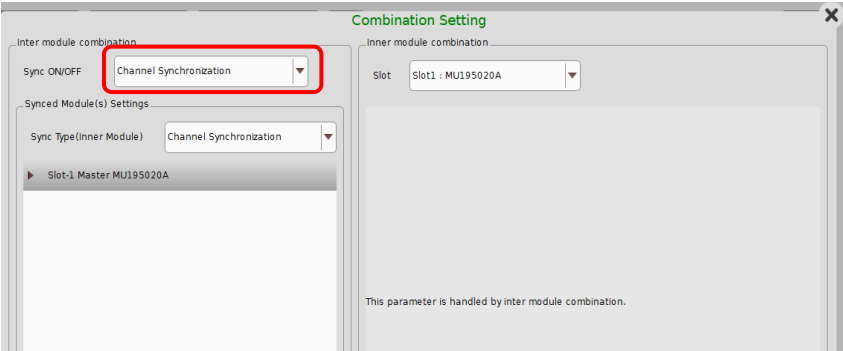 Combination Setting
Inter module combination
Sync ON/OFF
Channel Synchronization
Synced Module(s) Settings
Sync Type(Inner Module)
Channel Synchronization
Slot-1 Master MU195020A
Inner module combination
Slot
Slot1 : MU195020A
This parameter is handled by inter module combination.